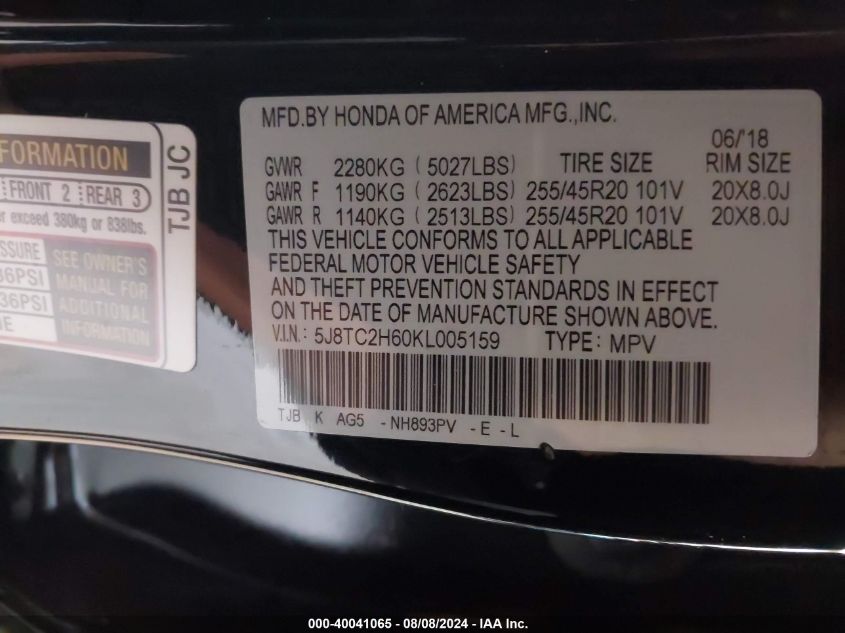 FORMATION
FRONT 2 REAR 3
er exceed 380kg or 838lbs.
SSURE SEE OWNER'S
36PSI MANUAL FOR
36PSI ADDITIONAL
NE INFORMATION
TJB JC
MFD.BY HONDA OF AMERICA MFG.,INC.
06/'18
GVWR 2280KG (5027LBS) TIRE SIZE RIM SIZE
GAWR F 1190KG (2623LBS) 255/45R20 101V 20X8.0J
GAWR R 1140KG (2513LBS) 255/45R20 101V 20X8.0J
THIS VEHICLE CONFORMS TO ALL APPLICABLE
FEDERAL MOTOR VEHICLE SAFETY
AND THEFT PREVENTION STANDARDS IN EFFECT
ON THE DATE OF MANUFACTURE SHOWN ABOVE.
V.I.N.: 5J8TC2H60KL005159 TYPE: MPV
TJB K AG5 -NH893PV -E -L
000-40041065 - 08/08/2024 - IAA Inc.